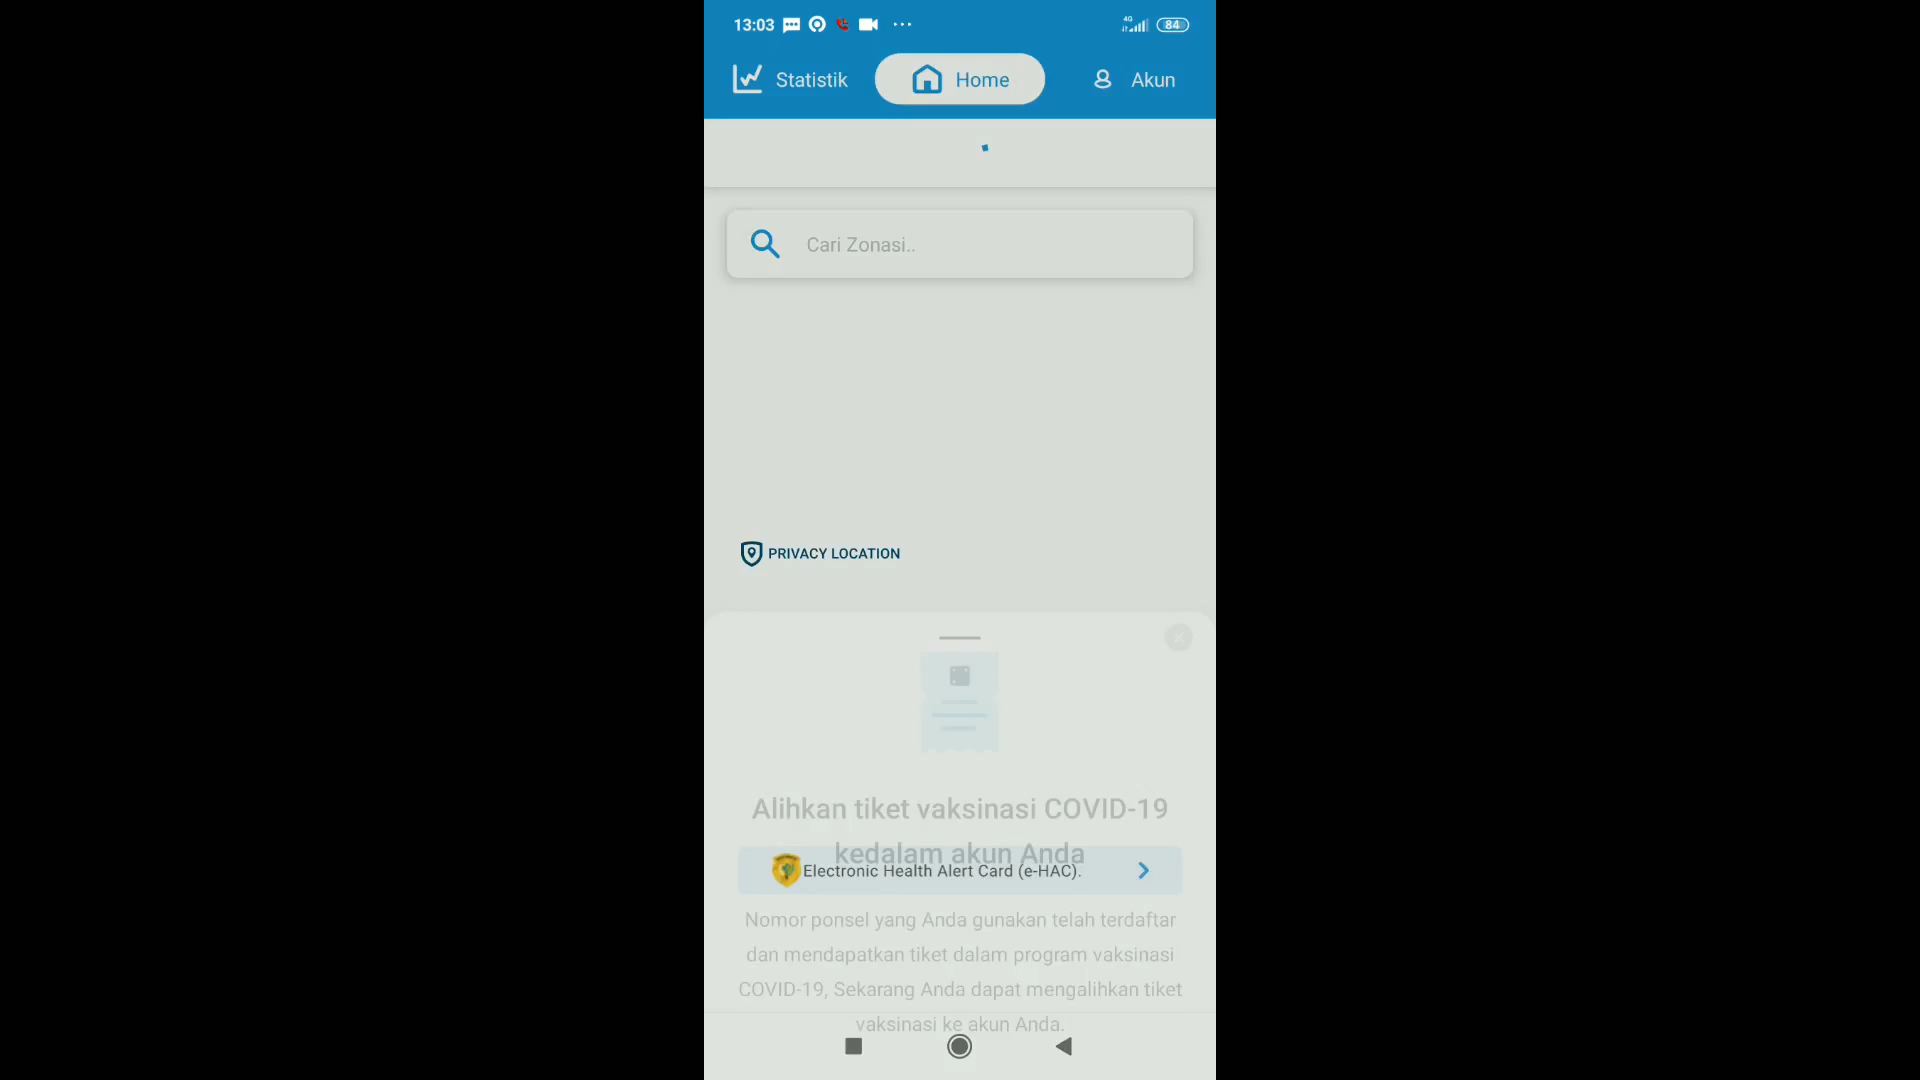 13:03
4G
84
Statistik
Home
Akun
Cari Zonasi..
PRIVACY LOCATION
Alihkan tiket vaksinasi COVID-19
kedalam akun Anda
Electronic Health Alert Card (e-HAC).
Nomor ponsel yang Anda gunakan telah terdaftar
dan mendapatkan tiket dalam program vaksinasi
COVID-19, Sekarang Anda dapat mengalihkan tiket
vaksinasi ke akun Anda.